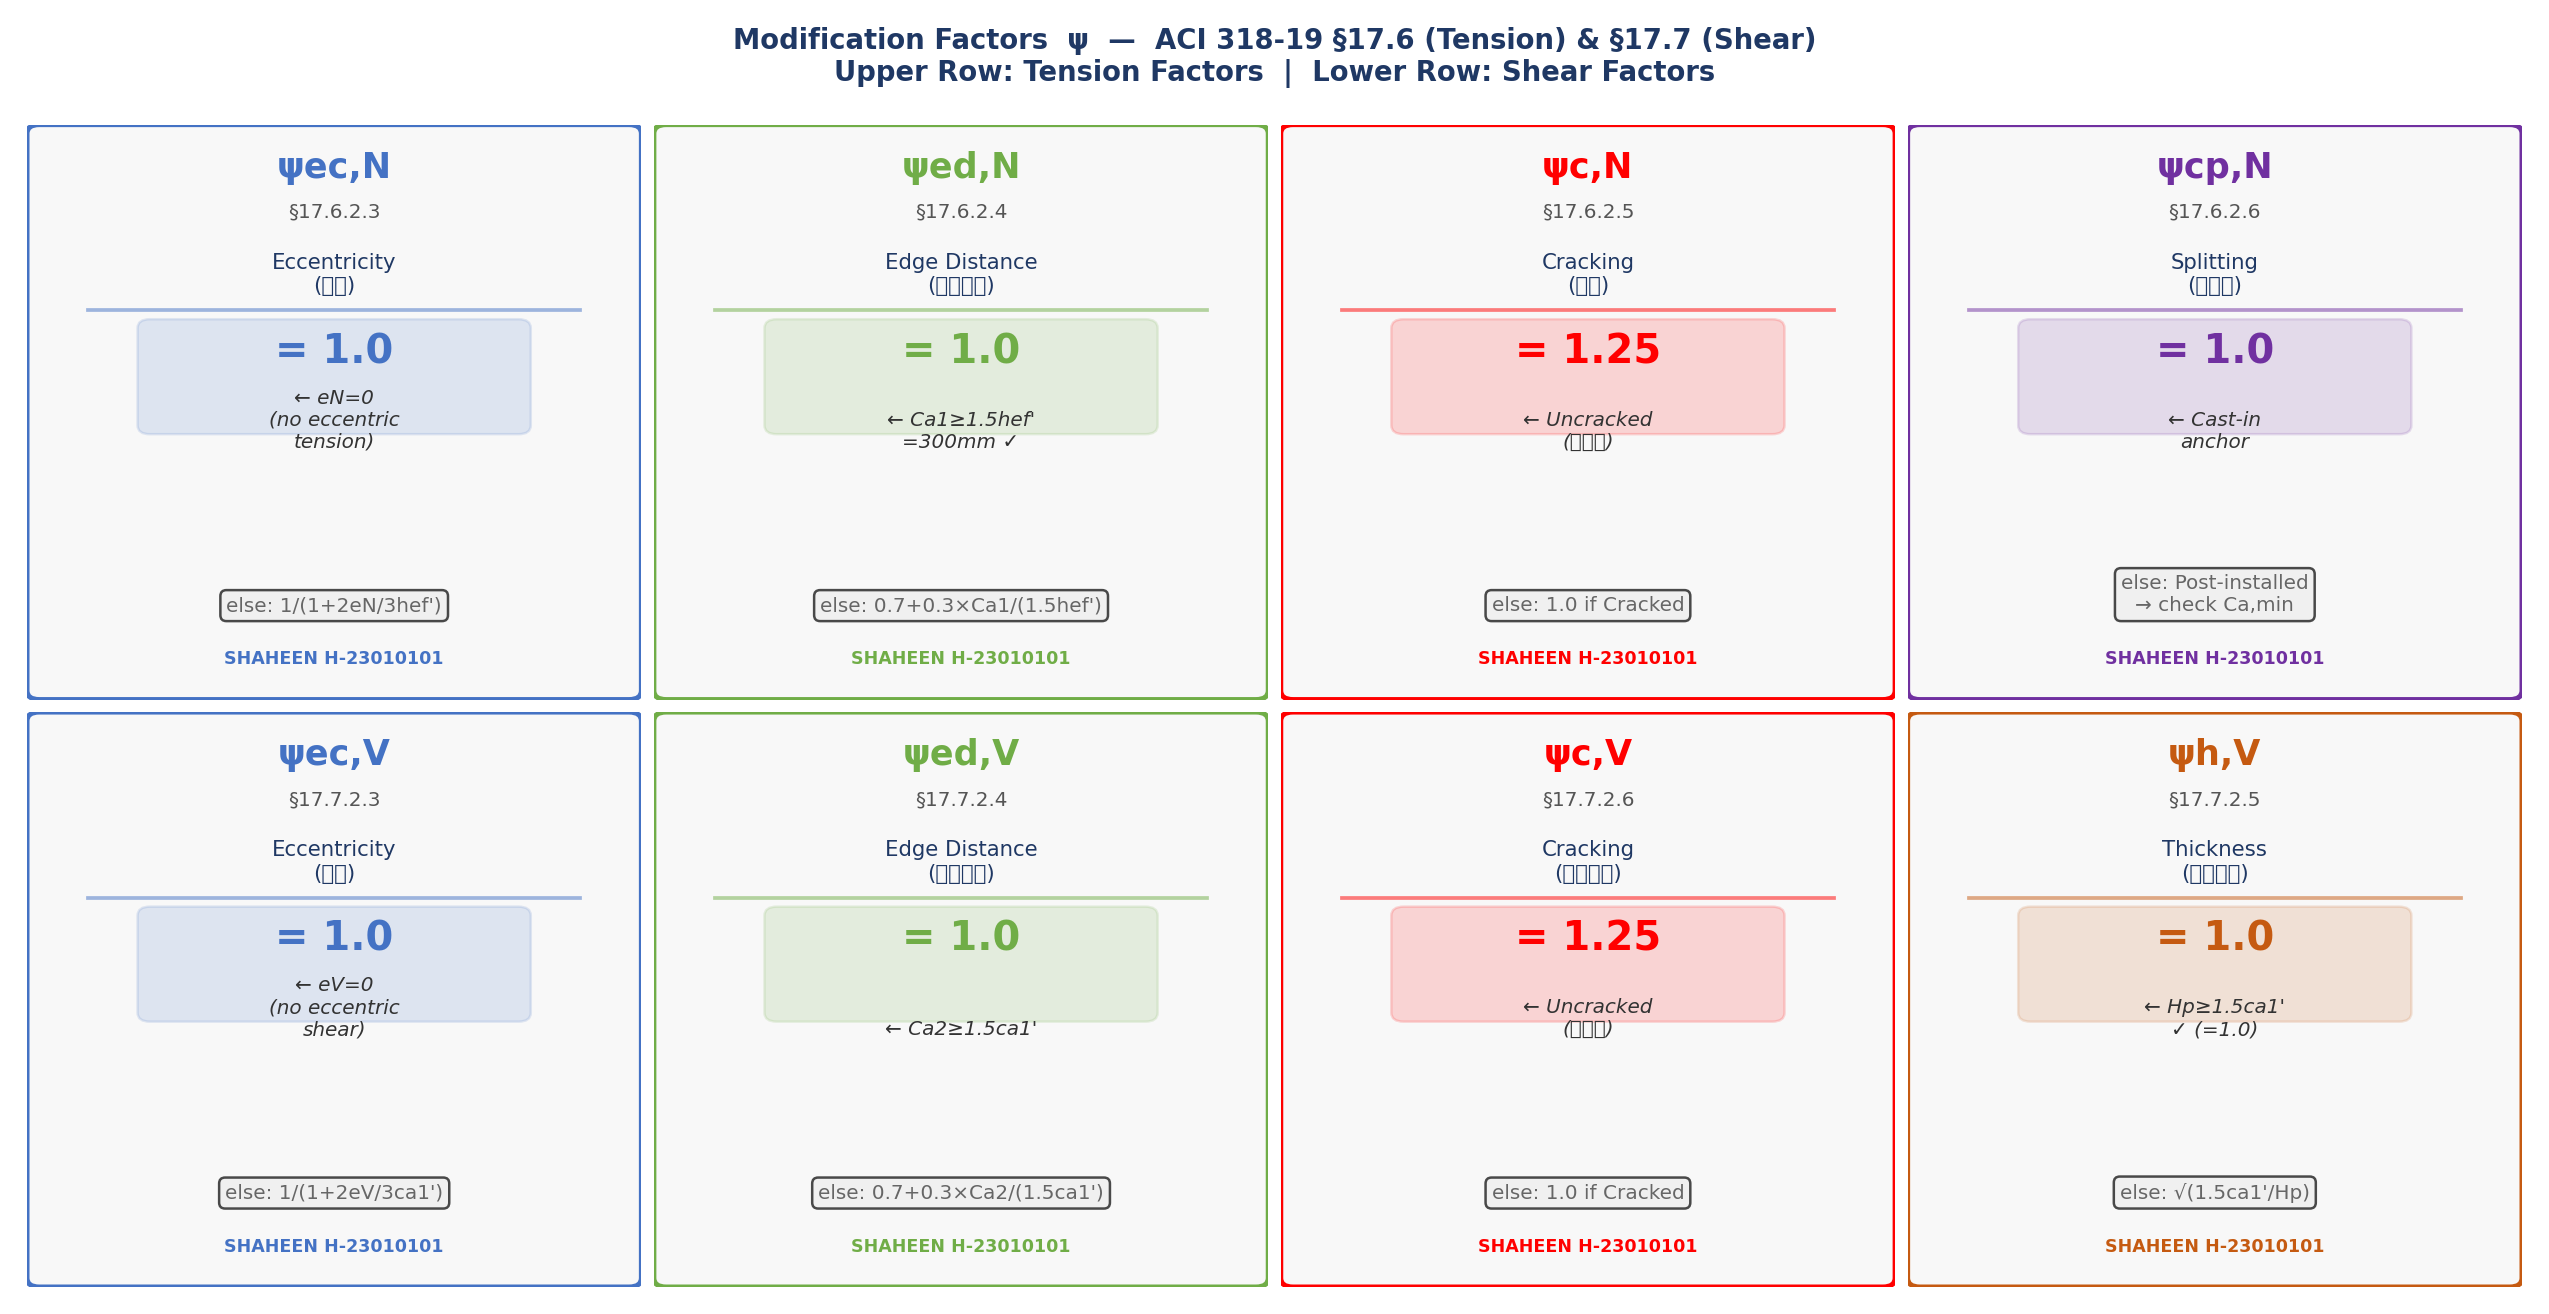 Modification Factors ψ — ACI 318-19 §17.6 (Tension) & §17.7 (Shear)
Upper Row: Tension Factors | Lower Row: Shear Factors
ψec,N
§17.6.2.3
Eccentricity
(▯▯)
= 1.0
← eN=0
(no eccentric
tension)
else: 1/(1+2eN/3hef')
SHAHEEN H-23010101
ψed,N
§17.6.2.4
Edge Distance
(▯▯▯▯)
= 1.0
← Ca1≥1.5hef'
=300mm ✓
else: 0.7+0.3×Ca1/(1.5hef')
SHAHEEN H-23010101
ψc,N
§17.6.2.5
Cracking
(▯▯)
= 1.25
← Uncracked
(▯▯▯)
else: 1.0 if Cracked
SHAHEEN H-23010101
ψcp,N
§17.6.2.6
Splitting
(▯▯▯)
= 1.0
← Cast-in
anchor
else: Post-installed
→ check Ca,min
SHAHEEN H-23010101
ψec,V
§17.7.2.3
Eccentricity
(▯▯)
= 1.0
← eV=0
(no eccentric
shear)
else: 1/(1+2eV/3ca1')
SHAHEEN H-23010101
ψed,V
§17.7.2.4
Edge Distance
(▯▯▯▯)
= 1.0
← Ca2≥1.5ca1'
else: 0.7+0.3×Ca2/(1.5ca1')
SHAHEEN H-23010101
ψc,V
§17.7.2.6
Cracking
(▯▯▯▯)
= 1.25
← Uncracked
(▯▯▯)
else: 1.0 if Cracked
SHAHEEN H-23010101
ψh,V
§17.7.2.5
Thickness
(▯▯▯▯)
= 1.0
← Hp≥1.5ca1'
✓ (=1.0)
else: √(1.5ca1'/Hp)
SHAHEEN H-23010101